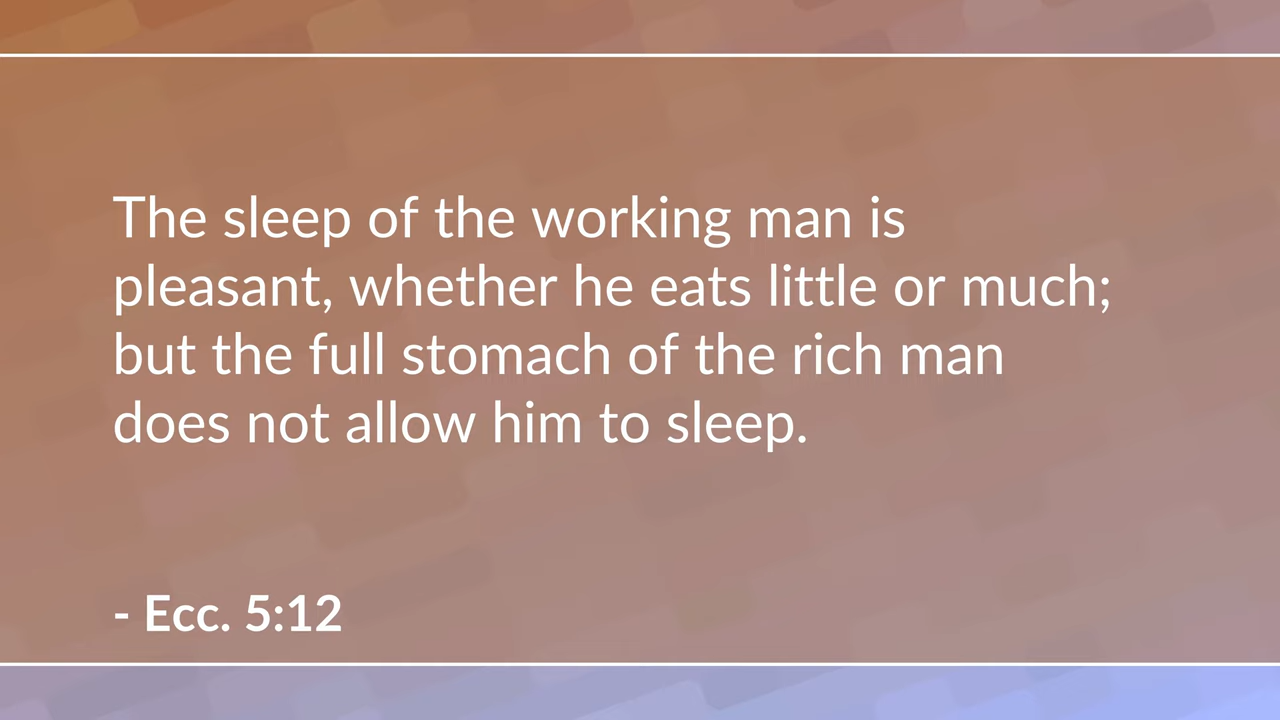 The sleep of the working man is
pleasant, whether he eats little or much;
but the full stomach of the rich man
does not allow him to sleep.
- Ecc. 5:12